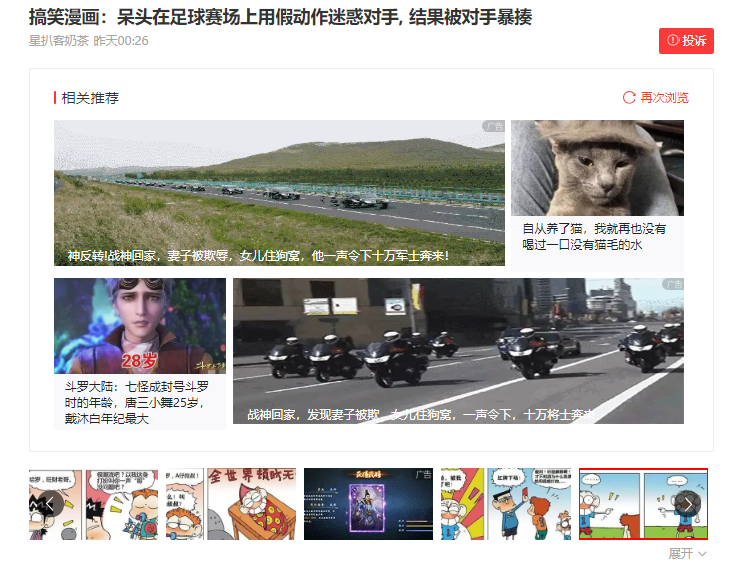 搞笑漫画：呆头在足球赛场上用假动作迷惑对手, 结果被对手暴揍
星扒客奶茶 昨天00:26
投诉
相关推荐
再次浏览
广告
神反转!战神回家，妻子被欺辱，女儿住狗窝，他一声令下十万军士奔来!
自从养了猫，我就再也没有
喝过一口没有猫毛的水
28岁
斗罗大陆：七怪成封号斗罗
时的年龄，唐三小舞25岁，
戴沐白年纪最大
广告
战神回家，发现妻子被欺，女儿住狗窝，一声令下，十万将士奔来
全世界顿时无
广告
展开